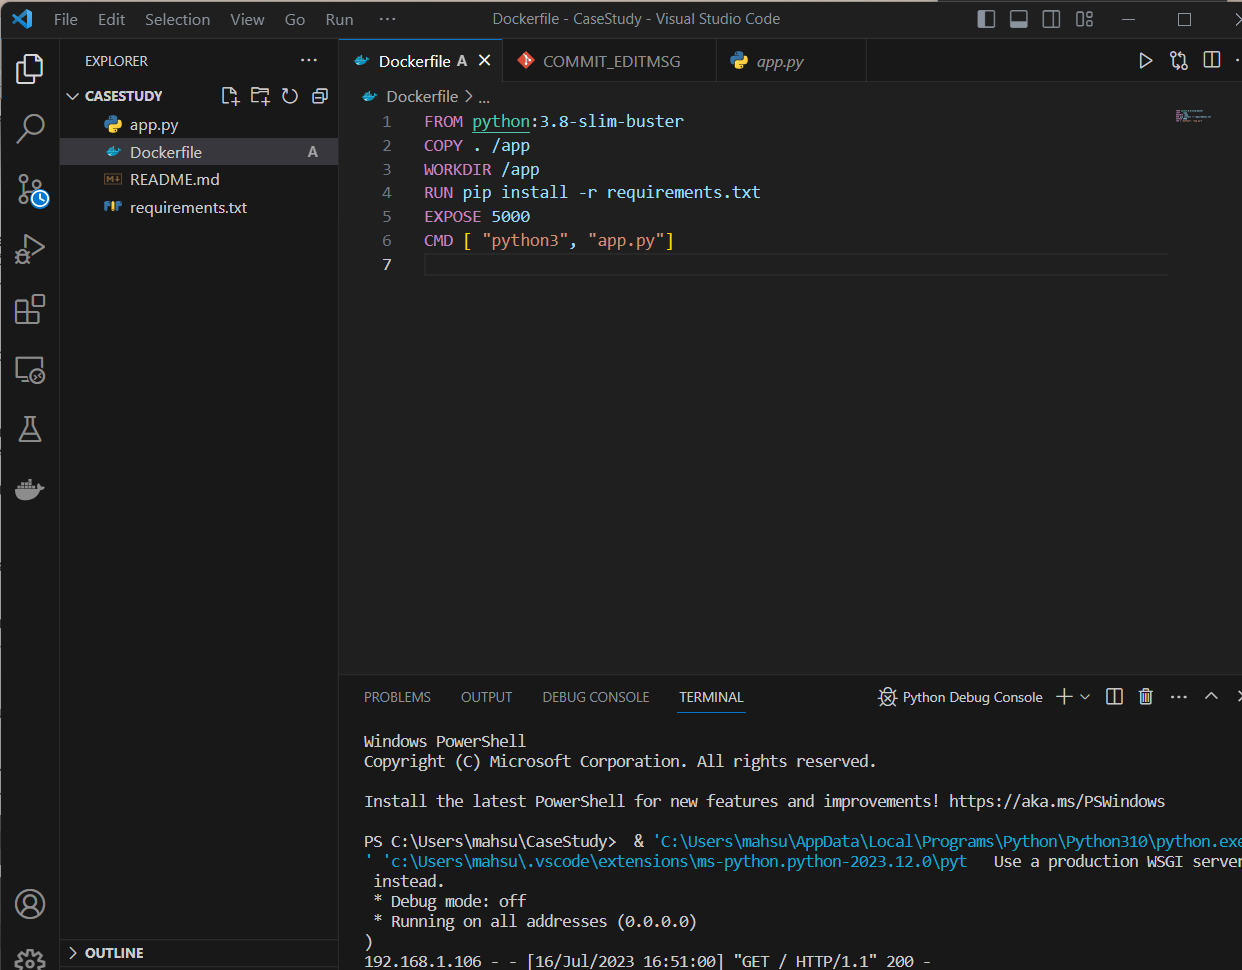 File Edit Selection View Go Run ··· Dockerfile - CaseStudy - Visual Studio Code
EXPLORER ···
CASESTUDY
app.py
Dockerfile A
README.md
requirements.txt
OUTLINE
Dockerfile A COMMIT_EDITMSG app.py
Dockerfile > ...
1 FROM python:3.8-slim-buster
2 COPY . /app
3 WORKDIR /app
4 RUN pip install -r requirements.txt
5 EXPOSE 5000
6 CMD [ "python3", "app.py"]
7
PROBLEMS OUTPUT DEBUG CONSOLE TERMINAL Python Debug Console
Windows PowerShell
Copyright (C) Microsoft Corporation. All rights reserved.
Install the latest PowerShell for new features and improvements! https://aka.ms/PSWindows
PS C:\Users\mahsu\CaseStudy>  & 'C:\Users\mahsu\AppData\Local\Programs\Python\Python310\python.exe
' 'c:\Users\mahsu\.vscode\extensions\ms-python.python-2023.12.0\pyt   Use a production WSGI server
instead.
* Debug mode: off
* Running on all addresses (0.0.0.0)
)
192.168.1.106 - - [16/Jul/2023 16:51:00] "GET / HTTP/1.1" 200 -